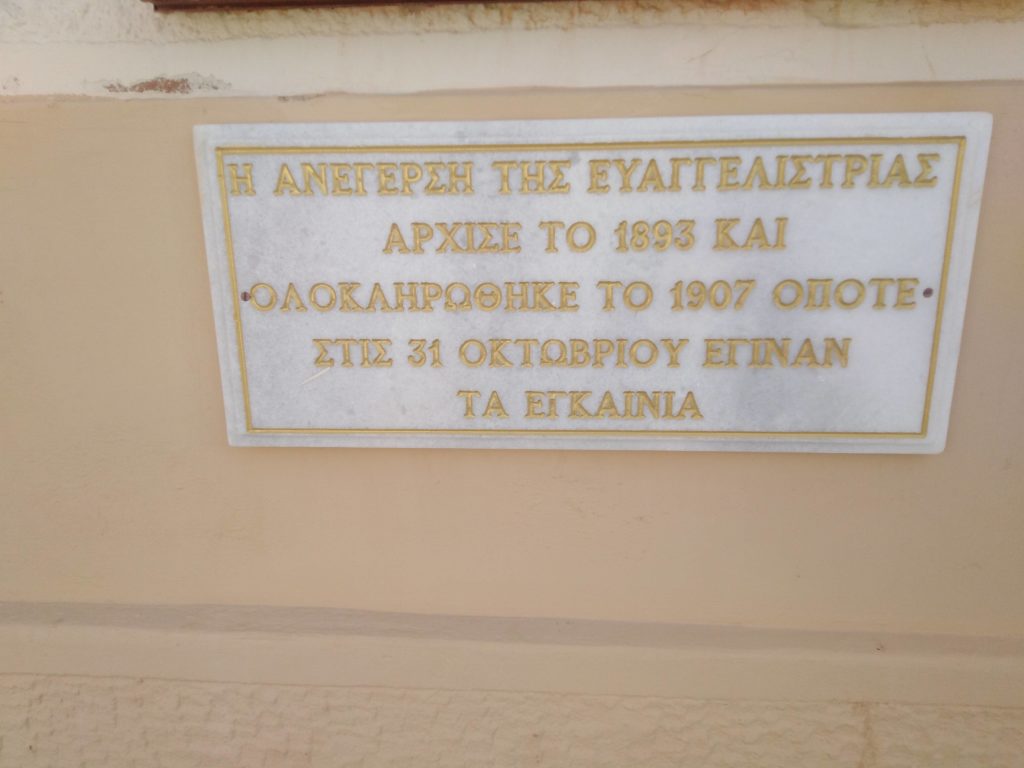 Η ΑΝΕΓΕΡΣΗ ΤΗΣ ΕΥΑΓΓΕΛΙΣΤΡΙΑΣ
ΑΡΧΙΣΕ ΤΟ 1893 ΚΑΙ
ΟΛΟΚΛΗΡΩΘΗΚΕ ΤΟ 1907 ΟΠΟΤΕ
ΣΤΙΣ 31 ΟΚΤΩΒΡΙΟΥ ΕΓΙΝΑΝ
ΤΑ ΕΓΚΑΙΝΙΑ